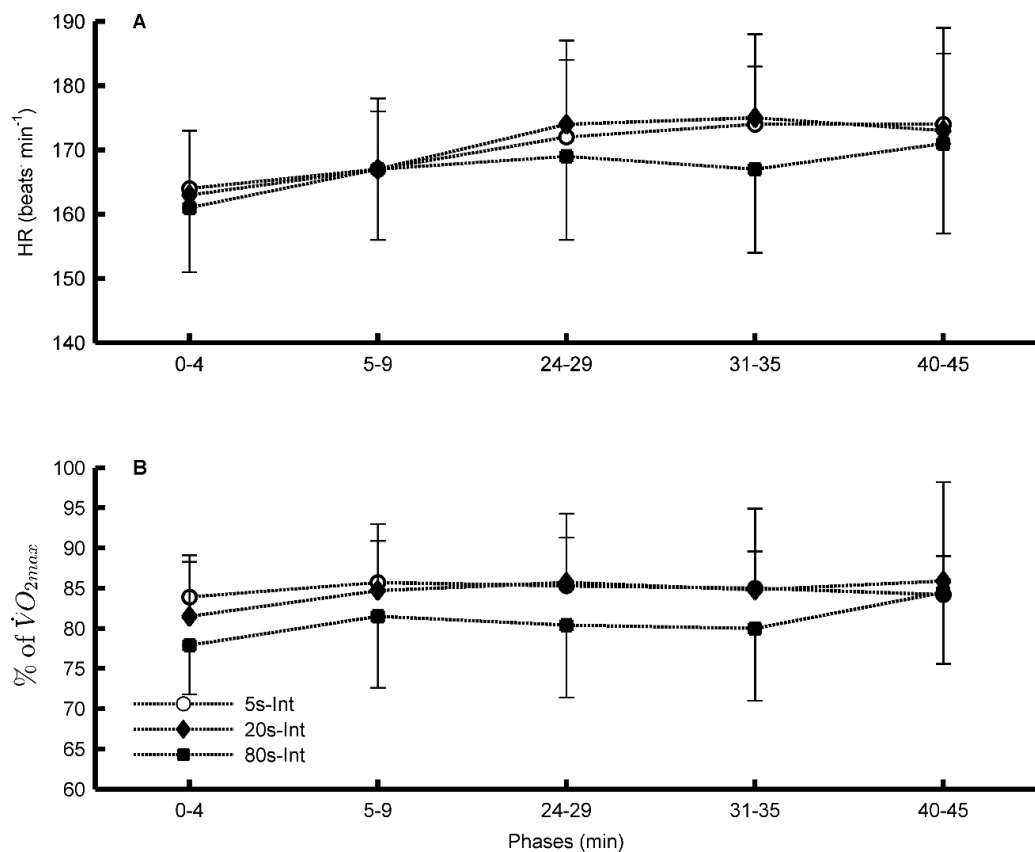 A
190
180
170
160
150
140
HR (beats· min⁻¹)
0-4 5-9 24-29 31-35 40-45
B
100
95
90
85
80
75
70
65
60
% of V̇O₂max
5s-Int
20s-Int
80s-Int
0-4 5-9 24-29 31-35 40-45
Phases (min)